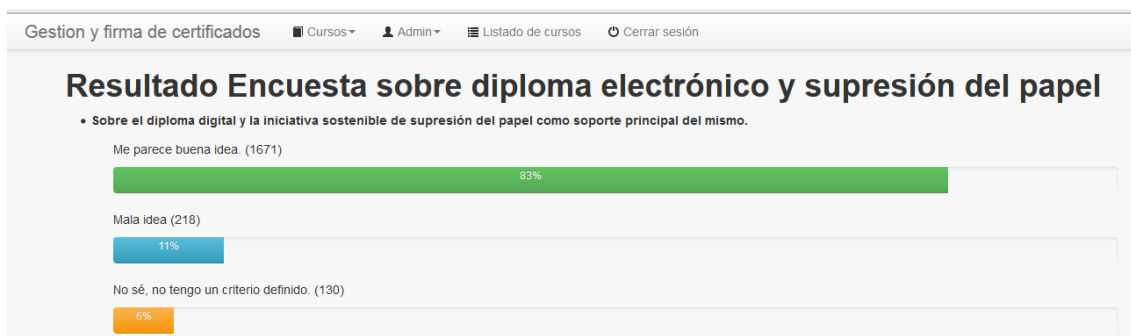 Gestion y firma de certificados Cursos Admin Listado de cursos Cerrar sesión
Resultado Encuesta sobre diploma electrónico y supresión del papel
• Sobre el diploma digital y la iniciativa sostenible de supresión del papel como soporte principal del mismo.
Me parece buena idea. (1671)
83%
Mala idea (218)
11%
No sé, no tengo un criterio definido. (130)
6%